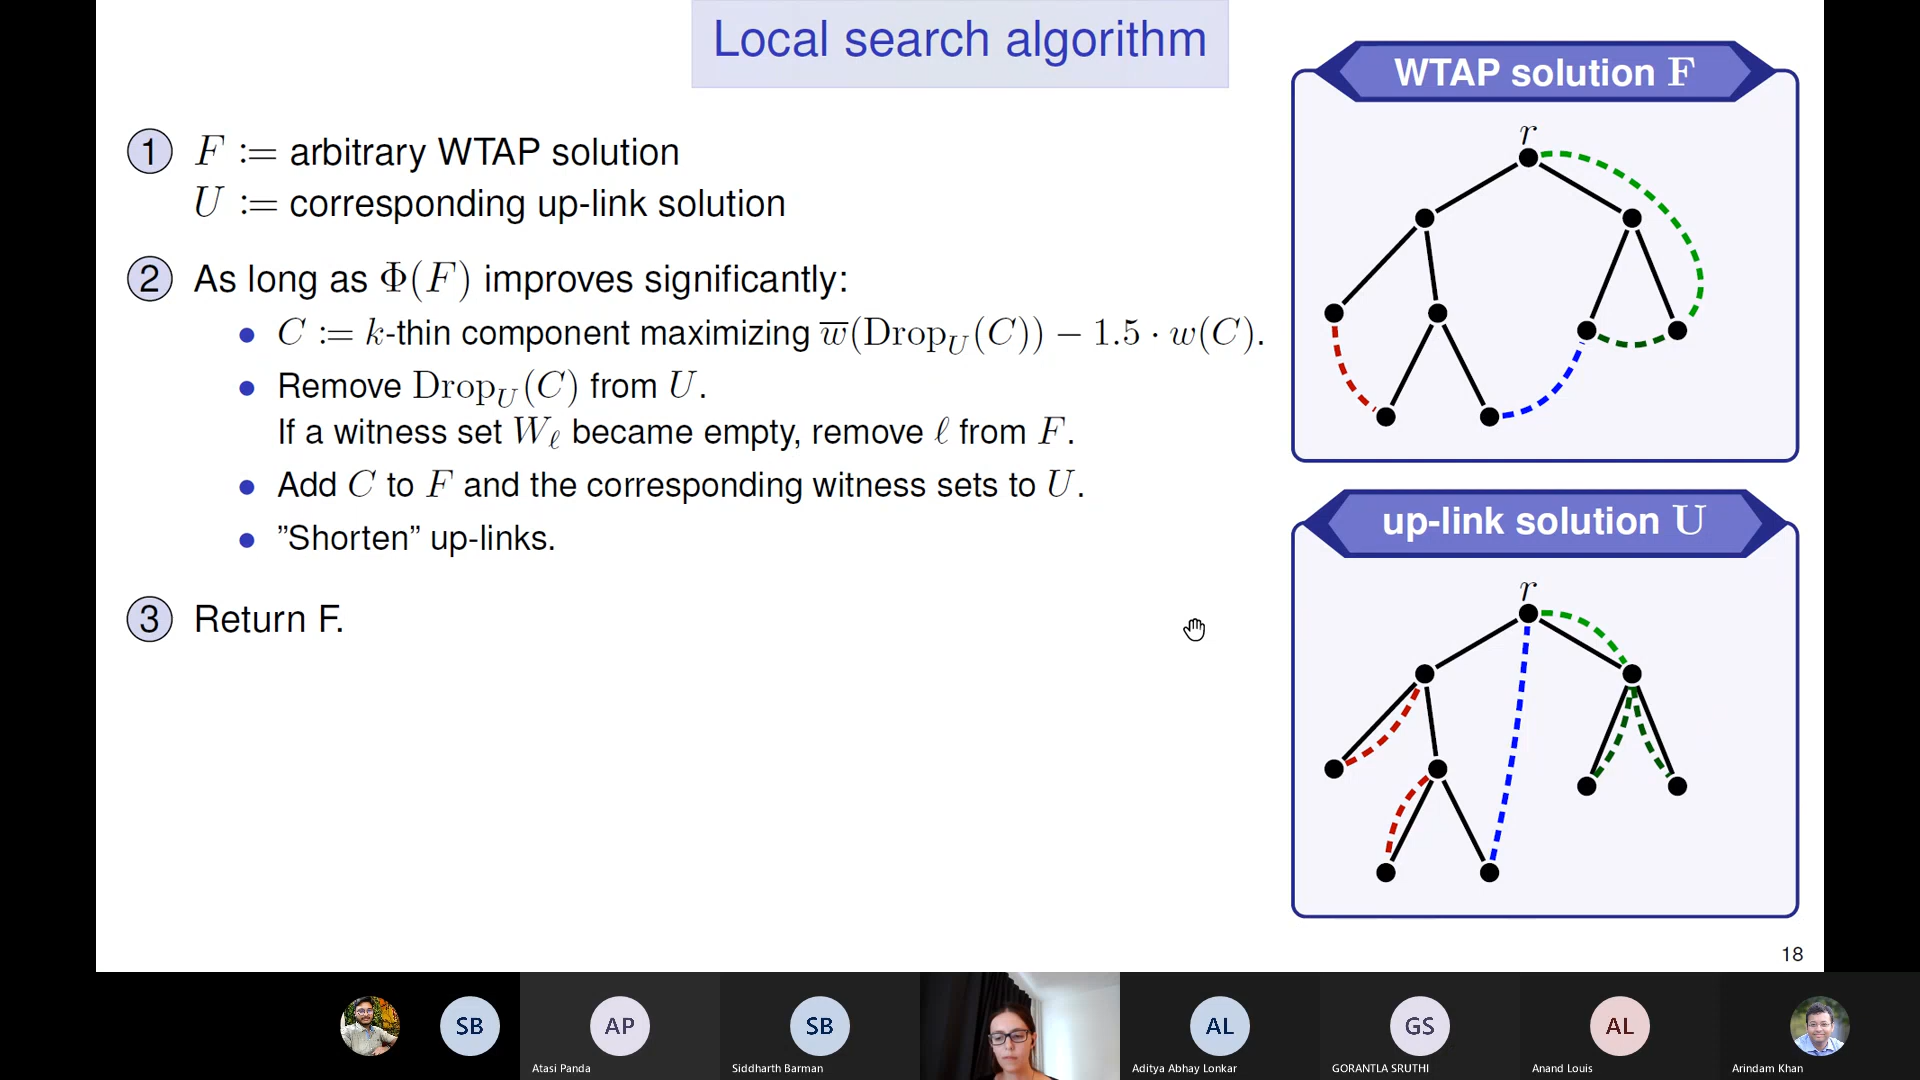 Local search algorithm
1 F := arbitrary WTAP solution
U := corresponding up-link solution
2 As long as Φ(F) improves significantly:
• C := k-thin component maximizing w̅(Drop_U(C)) − 1.5 · w(C).
• Remove Drop_U(C) from U.
If a witness set W_ℓ became empty, remove ℓ from F.
• Add C to F and the corresponding witness sets to U.
• ”Shorten” up-links.
3 Return F.
WTAP solution F
r
up-link solution U
r
18
SB
AP
Atasi Panda
SB
Siddharth Barman
AL
Aditya Abhay Lonkar
GS
GORANTLA SRUTHI
AL
Anand Louis
Arindam Khan